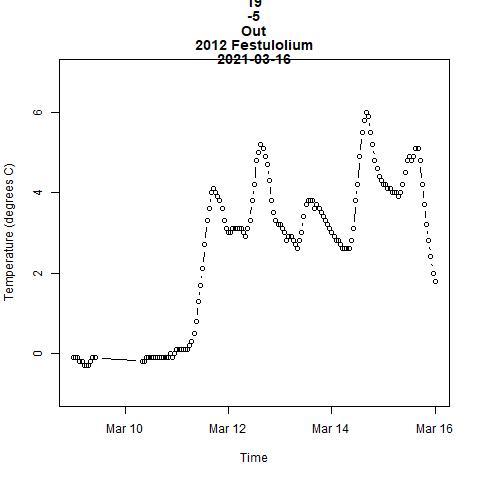 19
-5
Out
2012 Festulolium
2021-03-16
Temperature (degrees C)
6
4
2
0
Mar 10 Mar 12 Mar 14 Mar 16
Time